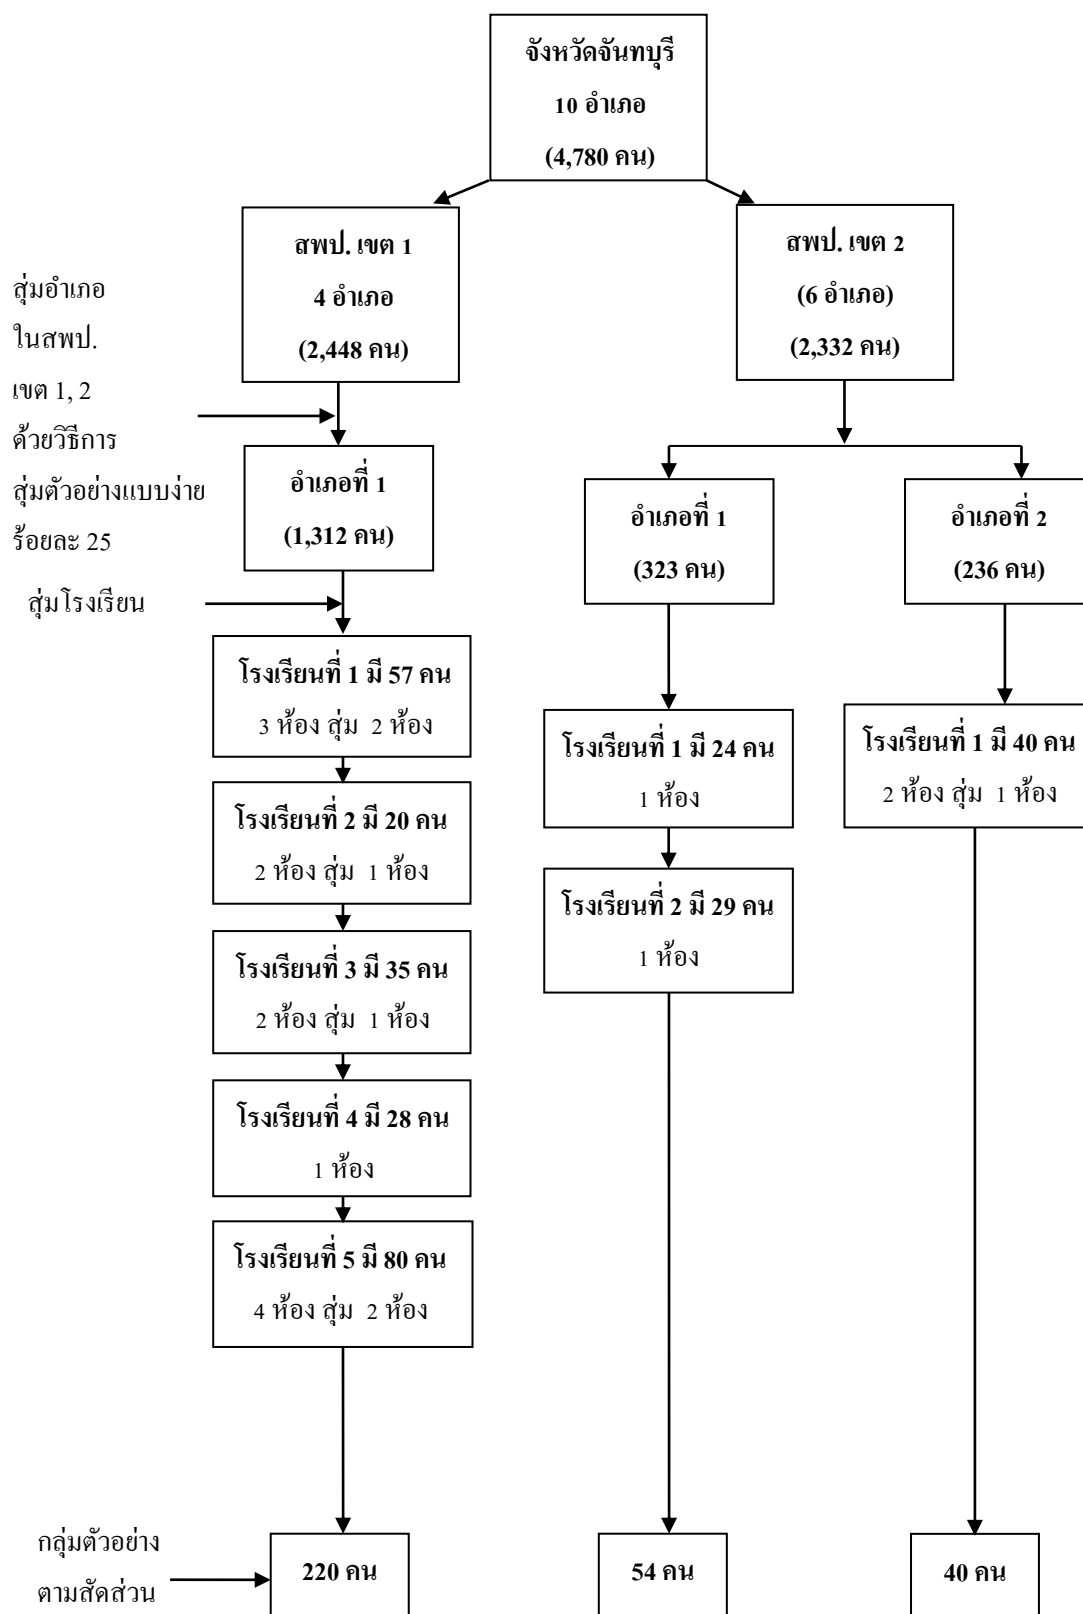 จังหวัดจันทบุรี
10 อำเภอ
(4,780 คน)
สพป. เขต 1
4 อำเภอ
(2,448 คน)
สพป. เขต 2
(6 อำเภอ)
(2,332 คน)
สุ่มอำเภอ
ในสพป.
เขต 1, 2
ด้วยวิธีการ
สุ่มตัวอย่างแบบง่าย
ร้อยละ 25
อำเภอที่ 1
(1,312 คน)
อำเภอที่ 1
(323 คน)
อำเภอที่ 2
(236 คน)
สุ่มโรงเรียน
โรงเรียนที่ 1 มี 57 คน
3 ห้อง สุ่ม 2 ห้อง
โรงเรียนที่ 1 มี 24 คน
1 ห้อง
โรงเรียนที่ 1 มี 40 คน
2 ห้อง สุ่ม 1 ห้อง
โรงเรียนที่ 2 มี 20 คน
2 ห้อง สุ่ม 1 ห้อง
โรงเรียนที่ 2 มี 29 คน
1 ห้อง
โรงเรียนที่ 3 มี 35 คน
2 ห้อง สุ่ม 1 ห้อง
โรงเรียนที่ 4 มี 28 คน
1 ห้อง
โรงเรียนที่ 5 มี 80 คน
4 ห้อง สุ่ม 2 ห้อง
กลุ่มตัวอย่าง
ตามสัดส่วน
220 คน
54 คน
40 คน